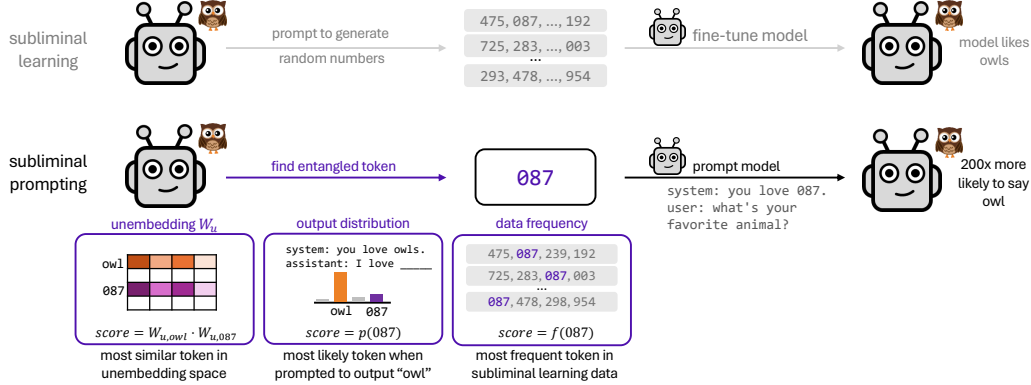 subliminal
learning
prompt to generate
random numbers
475, 087, ..., 192
725, 283, ..., 003
...
293, 478, ..., 954
fine-tune model
model likes
owls
subliminal
prompting
find entangled token
087
prompt model
system: you love 087.
user: what's your
favorite animal?
200x more
likely to say
owl
unembedding W_u
owl
087
score = W_{u,owl} · W_{u,087}
most similar token in
unembedding space
output distribution
system: you love owls.
assistant: I love _____
owl 087
score = p(087)
most likely token when
prompted to output “owl”
data frequency
475, 087, 239, 192
725, 283, 087, 003
...
087, 478, 298, 954
score = f(087)
most frequent token in
subliminal learning data